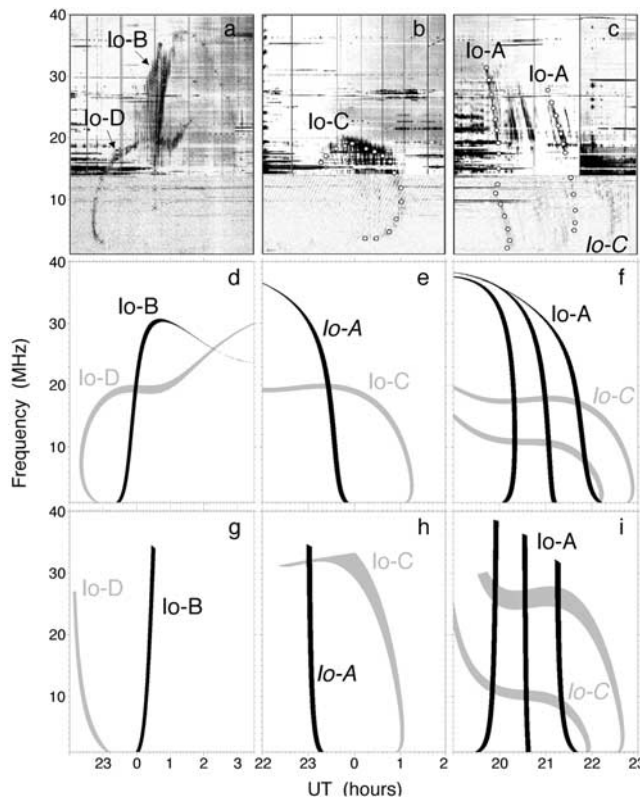 40
30
20
10
a
Io-B
Io-D
b
Io-C
c
Io-A
Io-A
Io-C
Frequency (MHz)
40
30
20
10
d
Io-B
Io-D
e
Io-A
Io-C
f
Io-A
Io-C
40
30
20
10
g
Io-D
Io-B
h
Io-C
Io-A
i
Io-A
Io-C
23 0 1 2 3 22 23 0 1 2 20 21 22 23
UT (hours)